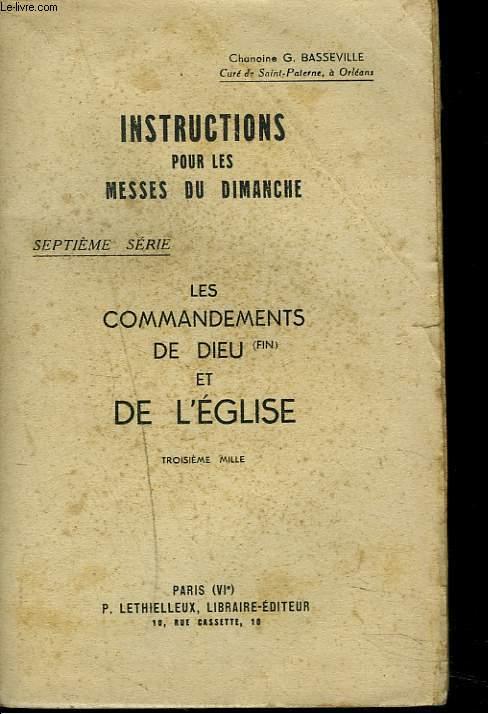 Le-livre.com
Chanoine G. BASSEVILLE
Curé de Saint-Paterne, à Orléans
INSTRUCTIONS
POUR LES
MESSES DU DIMANCHE
SEPTIÈME SÉRIE
LES
COMMANDEMENTS
DE DIEU (FIN)
ET
DE L'ÉGLISE
TROISIÈME MILLE
PARIS (VIe)
P. LETHIELLEUX, LIBRAIRE-ÉDITEUR
10, RUE CASSETTE, 10